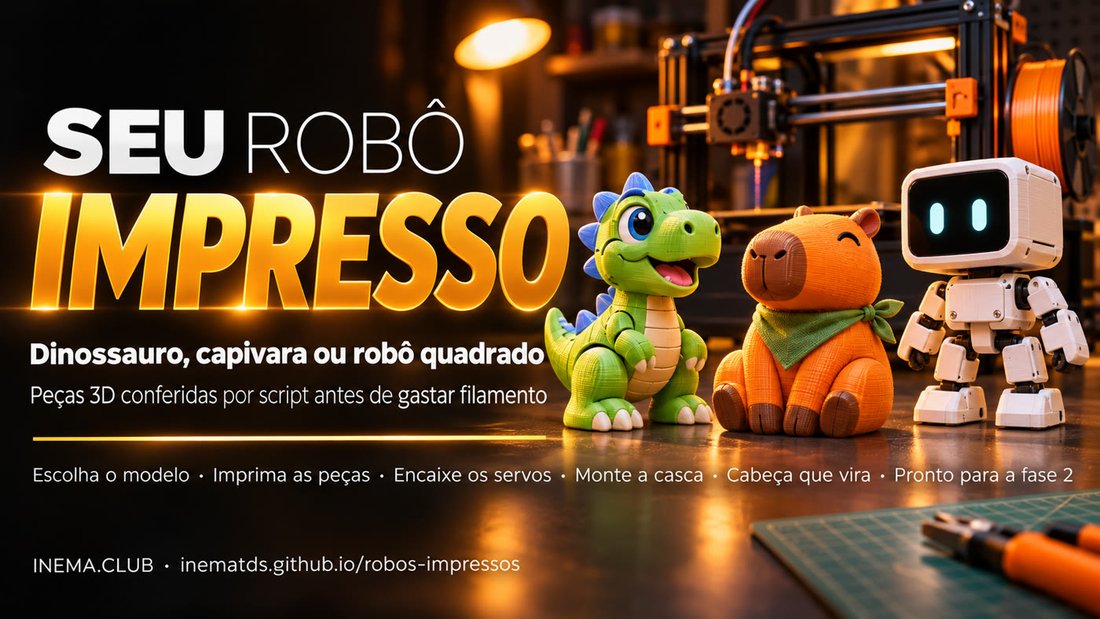 SEU ROBÔ
IMPRESSO
Dinossauro, capivara ou robô quadrado
Peças 3D conferidas por script antes de gastar filamento
Escolha o modelo · Imprima as peças · Encaixe os servos · Monte a casca · Cabeça que vira · Pronto para a fase 2
INEMA.CLUB · inematds.github.io/robos-impressos